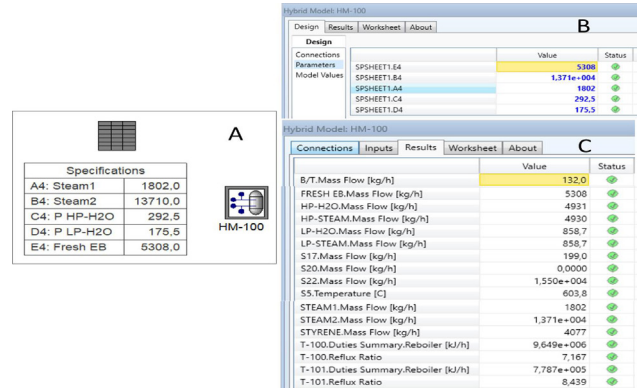 A
Specifications
A4: Steam1 1802,0
B4: Steam2 13710,0
C4: P HP-H2O 292,5
D4: P LP-H2O 175,5
E4: Fresh EB 5308,0
HM-100
Hybrid Model: HM-100
Design Results Worksheet About
B
Design
Connections
Parameters
Model Values
Value Status
SPSHEET1.E4 5308
SPSHEET1.B4 1,371e+004
SPSHEET1.A4 1802
SPSHEET1.C4 292,5
SPSHEET1.D4 175,5
Hybrid Model: HM-100
Connections Inputs Results Worksheet About
C
Value Status
B/T.Mass Flow [kg/h] 132,0
FRESH EB.Mass Flow [kg/h] 5308
HP-H2O.Mass Flow [kg/h] 4931
HP-STEAM.Mass Flow [kg/h] 4930
LP-H2O.Mass Flow [kg/h] 858,7
LP-STEAM.Mass Flow [kg/h] 858,7
S17.Mass Flow [kg/h] 199,0
S20.Mass Flow [kg/h] 0,0000
S22.Mass Flow [kg/h] 1,550e+004
S5.Temperature [C] 603,8
STEAM1.Mass Flow [kg/h] 1802
STEAM2.Mass Flow [kg/h] 1,371e+004
STYRENE.Mass Flow [kg/h] 4077
T-100.Duties Summary.Reboiler [kJ/h] 9,649e+006
T-100.Reflux Ratio 7,167
T-101.Duties Summary.Reboiler [kJ/h] 7,787e+005
T-101.Reflux Ratio 8,439